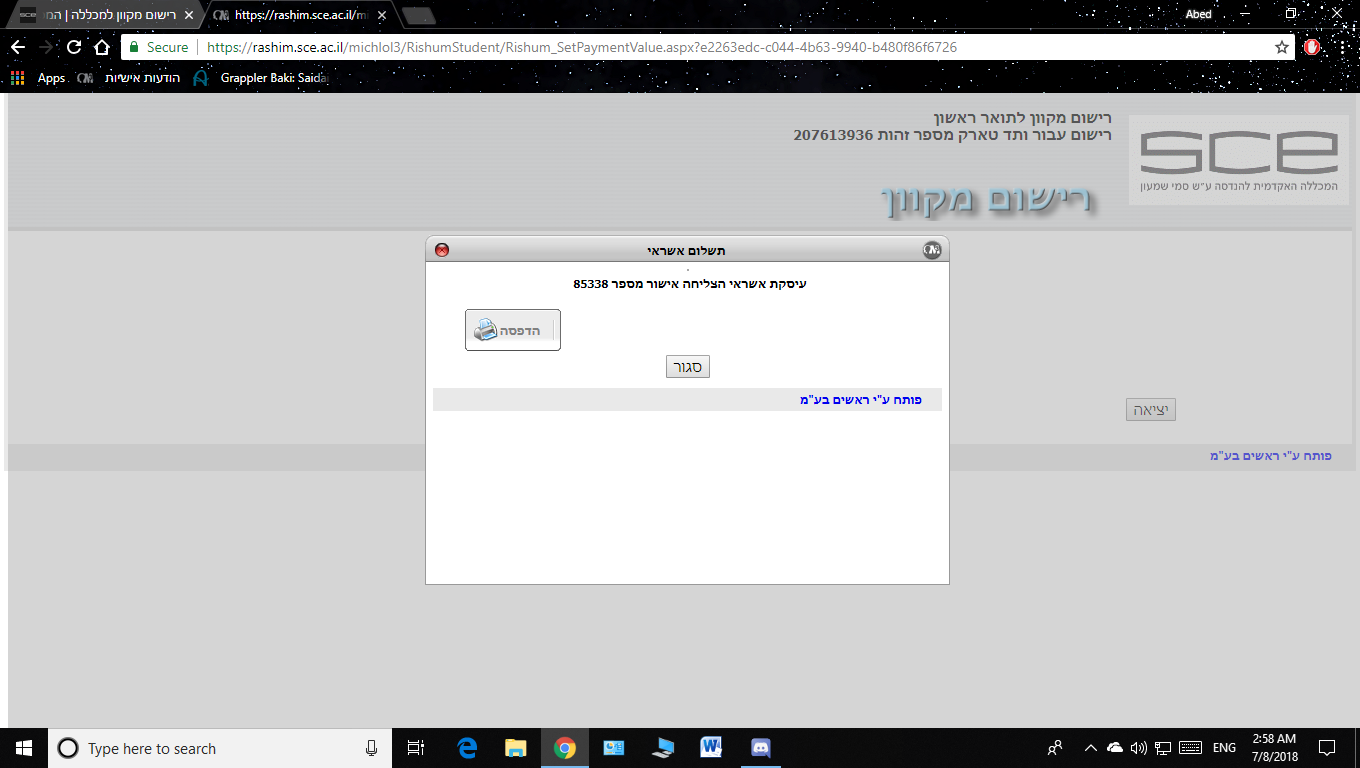 רישום מקוון למכללה | המ
https://rashim.sce.ac.il/mi
Abed
Secure
https://rashim.sce.ac.il/michlol3/RishumStudent/Rishum_SetPaymentValue.aspx?e2263edc-c044-4b63-9940-b480f86f6726
Apps
הודעות אישיות
Grappler Baki: Saida
רישום מקוון לתואר ראשון
רישום עבור ותד טארק מספר זהות 207613936
sce
המכללה האקדמית להנדסה ע"ש סמי שמעון
רישום מקוון
תשלום אשראי
עיסקת אשראי הצליחה אישור מספר 85338
הדפסה
סגור
פותח ע"י ראשים בע"מ
יציאה
פותח ע"י ראשים בע"מ
Type here to search
ENG
2:58 AM
7/8/2018